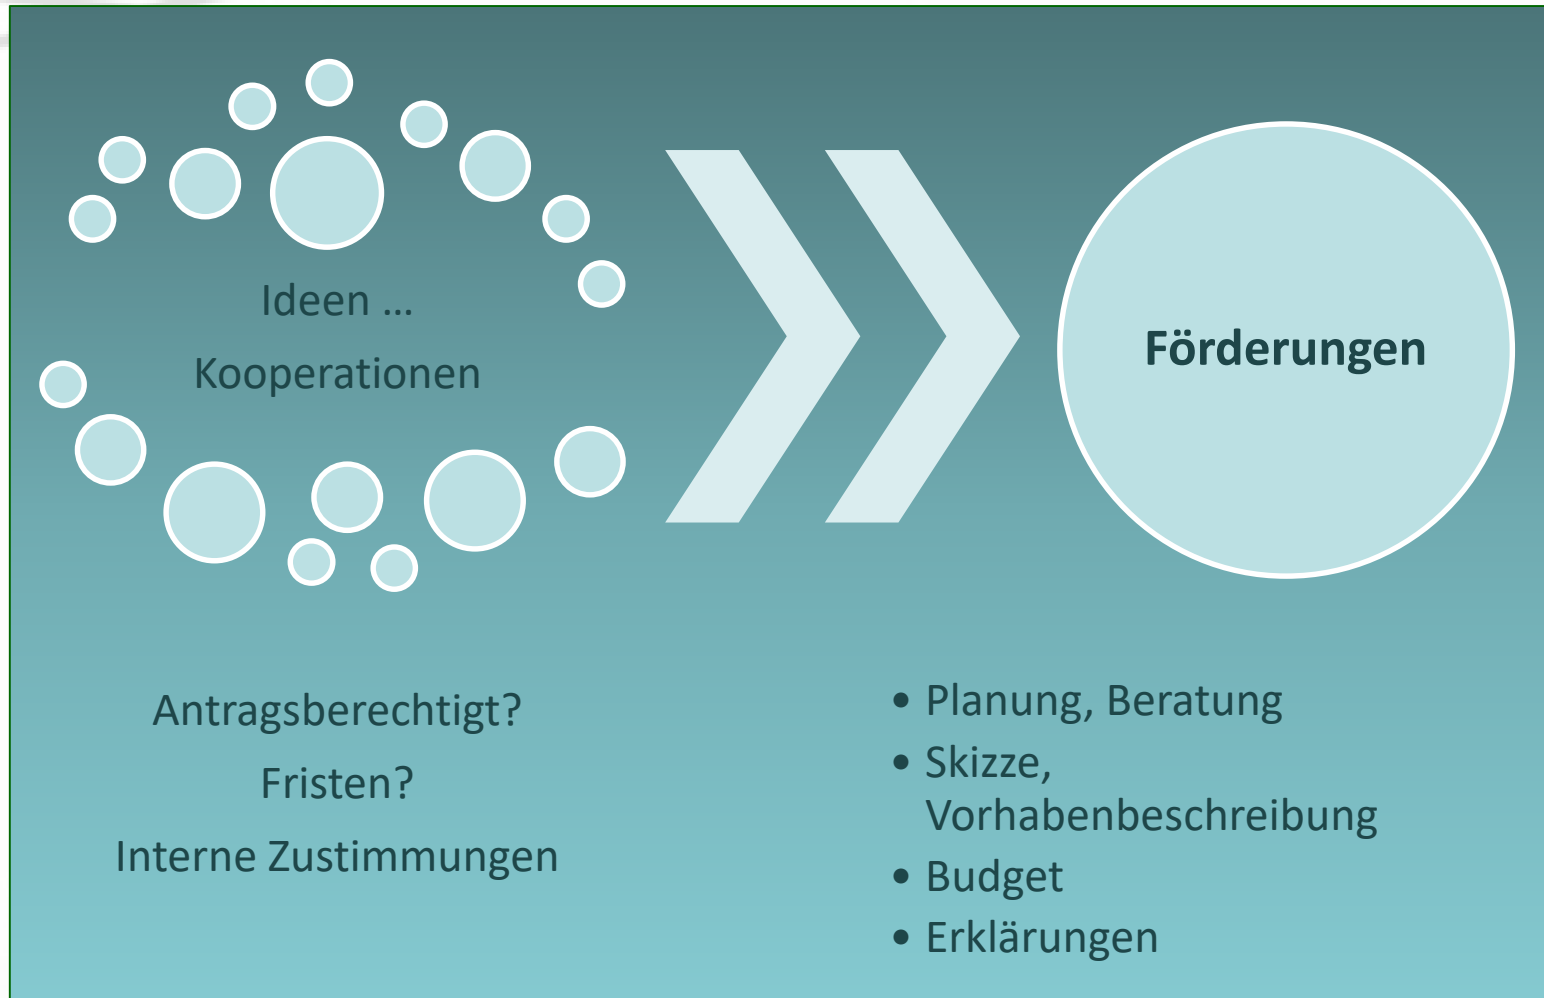 Ideen ...
Kooperationen
Förderungen
Antragsberechtigt?
Fristen?
Interne Zustimmungen
• Planung, Beratung
• Skizze,
Vorhabenbeschreibung
• Budget
• Erklärungen